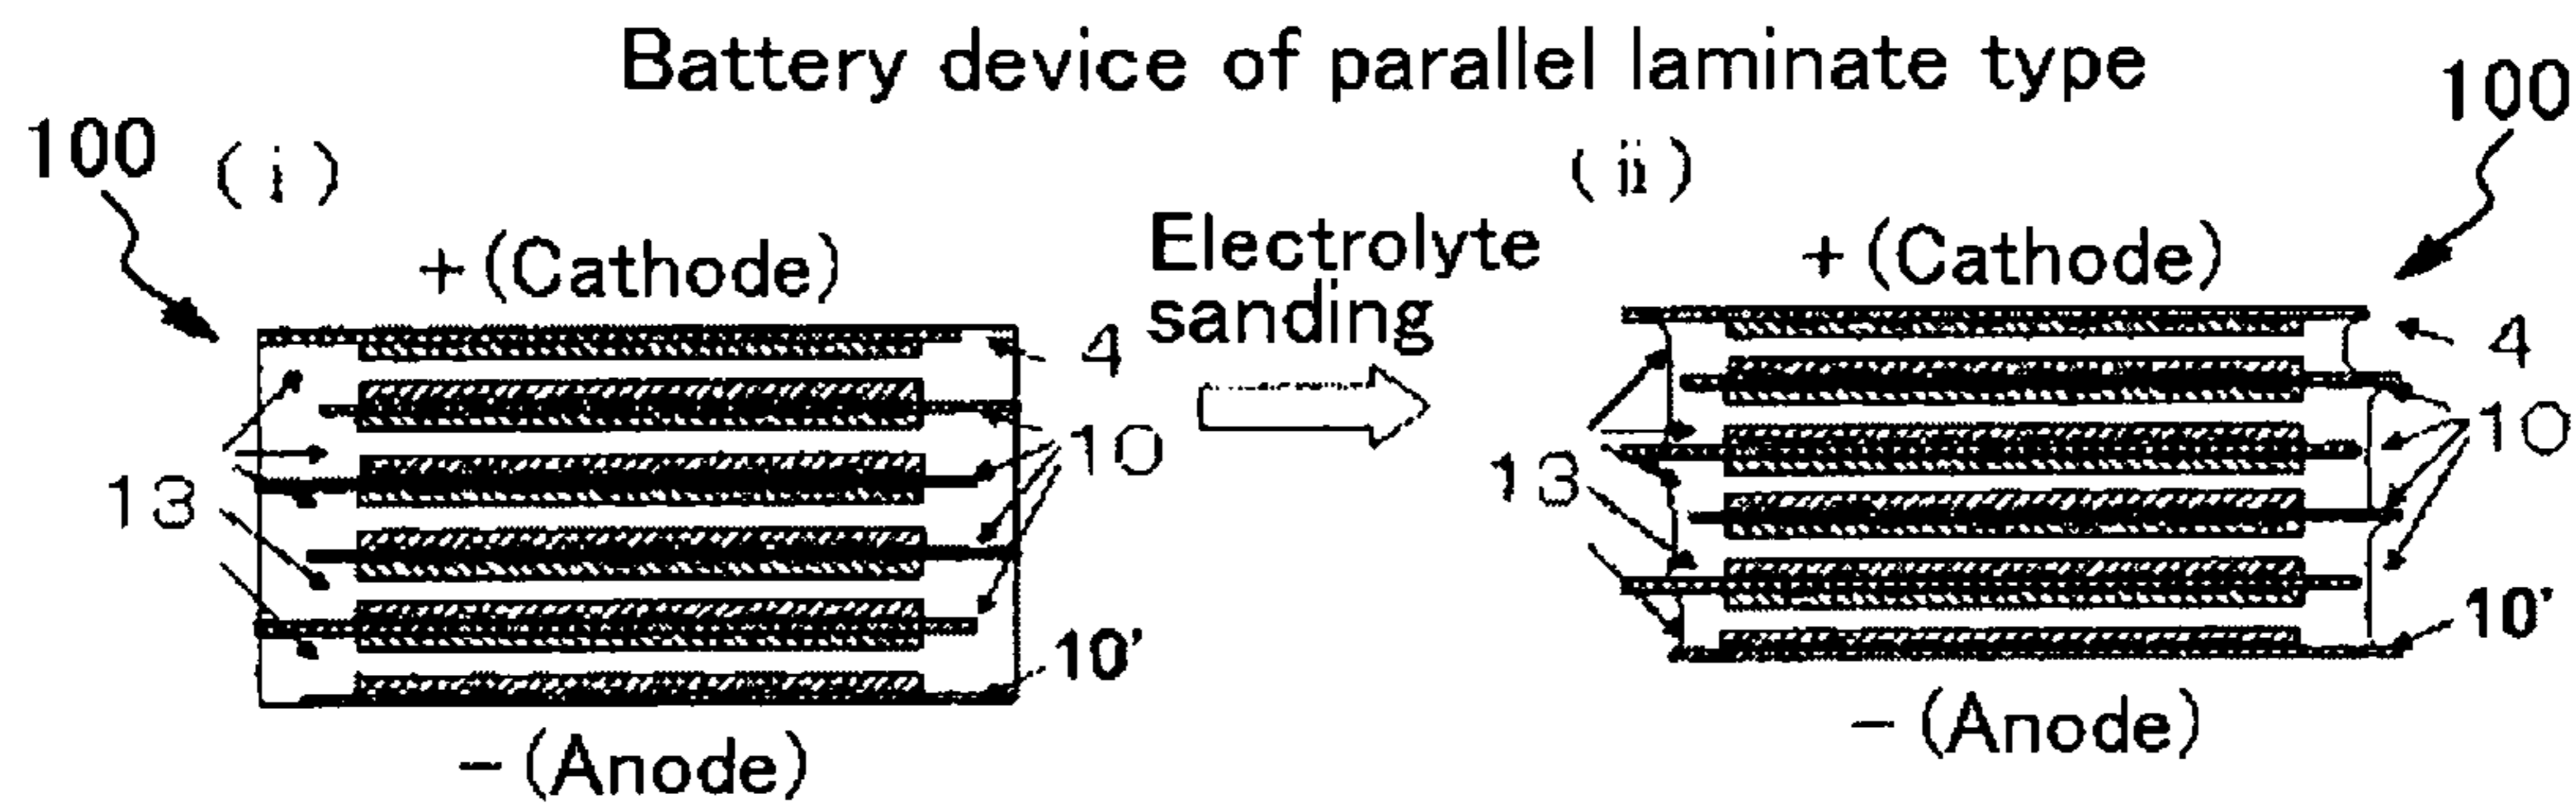 Battery device of parallel laminate type
100
(i)
+(Cathode)
4
10
13
10'
-(Anode)
Electrolyte
sanding
(ii)
100
+(Cathode)
4
10
13
10'
-(Anode)